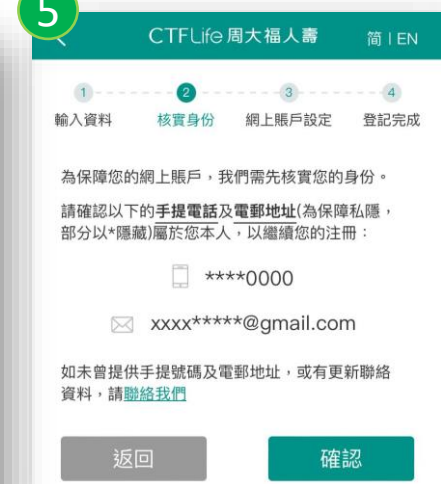 5
CTFLife 周大福人壽
简 | EN
1 2 3 4
輸入資料 核實身份 網上賬戶設定 登記完成
為保障您的網上賬戶，我們需先核實您的身份。
請確認以下的手提電話及電郵地址(為保障私隱，
部分以*隱藏)屬於您本人，以繼續您的注冊：
****0000
xxxx*****@gmail.com
如未曾提供手提號碼及電郵地址，或有更新聯絡
資料，請聯絡我們
返回 確認